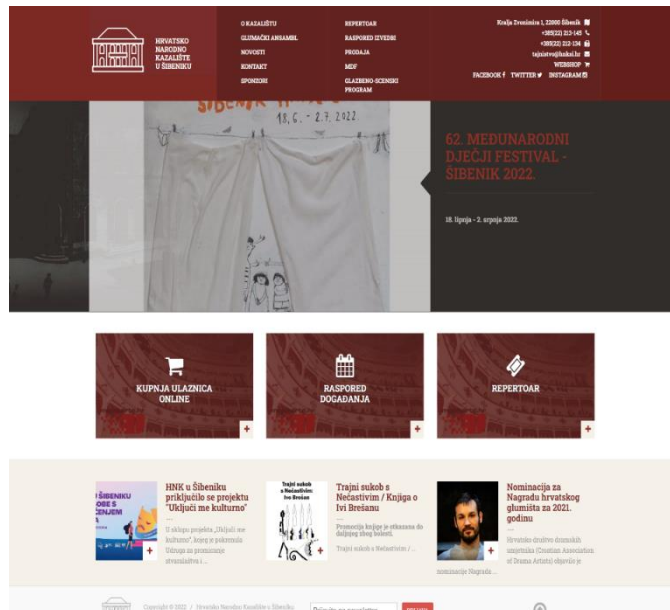 HRVATSKO
NARODNO
KAZALIŠTE
U ŠIBENIKU
O KAZALIŠTU
GLUMAČKI ANSAMBL
NOVOSTI
KONTAKT
SPONZORI
REPERTOAR
RASPORED IZVEDBI
PRODAJA
MDF
GLAZBENO-SCENSKI
PROGRAM
Kralja Zvonimira 1, 22000 Šibenik
+385(22) 213-145
+385(22) 212-134
tajnistvo@hnksi.hr
WEBSHOP
FACEBOOK TWITTER INSTAGRAM
18.6. - 2.7. 2022.
62. MEĐUNARODNI
DJEČJI FESTIVAL -
ŠIBENIK 2022.
18. lipnja - 2. srpnja 2022.
KUPNJA ULAZNICA
ONLINE
+
RASPORED
DOGAĐANJA
+
REPERTOAR
+
U ŠIBENIKU
OBE S
+
HNK u Šibeniku
priključilo se projektu
"Uključi me kulturno"
U sklopu projekta „Uključi me
kulturno", kojeg je pokrenula
Udruga za promicanje
stvaralaštva i ...
Trajni sukob
s Nečastivim:
Ivo Brešan
+
Trajni sukob s
Nečastivim / Knjiga o
Ivi Brešanu
Promocija knjige je otkazana do
daljnjeg zbog bolesti.
Trajni sukob s Nečastivim / ...
+
Nominacija za
Nagradu hrvatskog
glumišta za 2021.
godinu
Hrvatsko društvo dramskih
umjetnika (Croatian Association
of Drama Artists) objavilo je
nominacije Nagrada ...
Copyright © 2022 / Hrvatsko Narodno Kazalište u Šibeniku